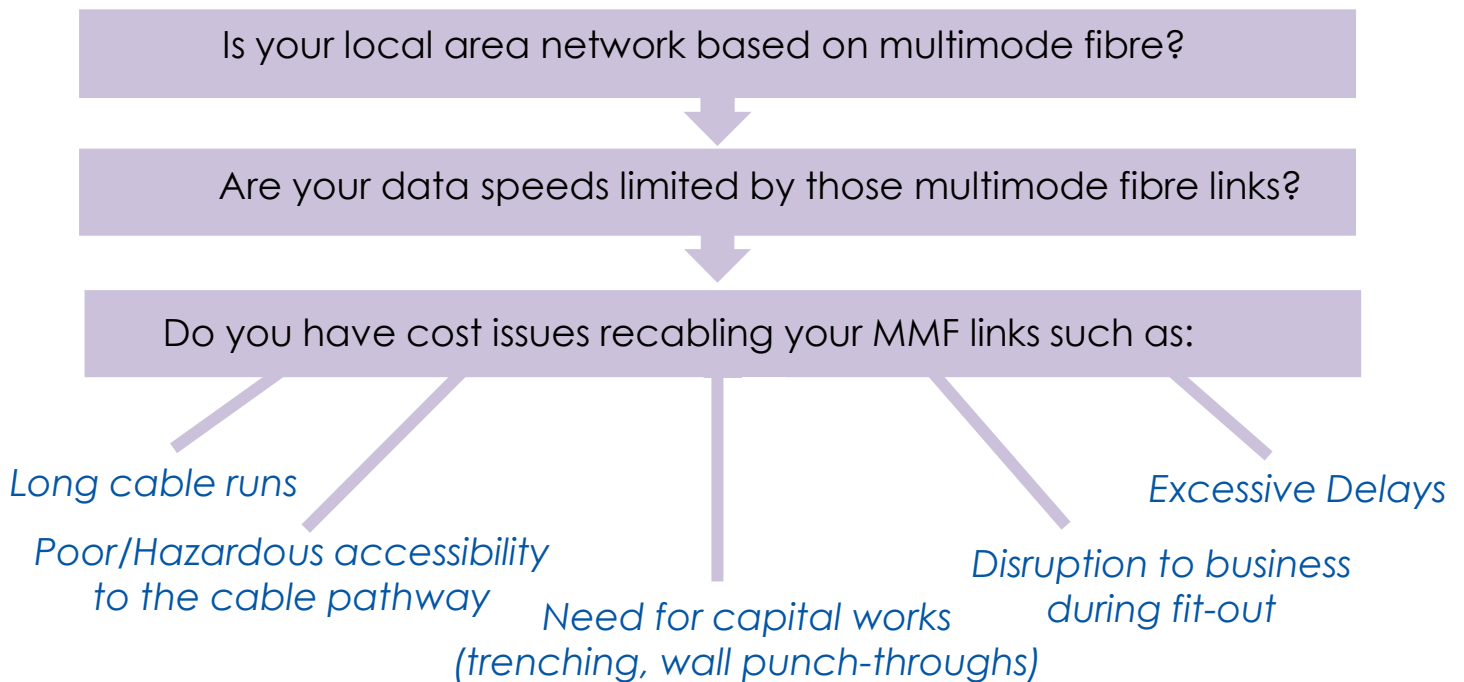 Is your local area network based on multimode fibre?
Are your data speeds limited by those multimode fibre links?
Do you have cost issues recabling your MMF links such as:
Long cable runs
Poor/Hazardous accessibility
to the cable pathway
Need for capital works
(trenching, wall punch-throughs)
Disruption to business
during fit-out
Excessive Delays